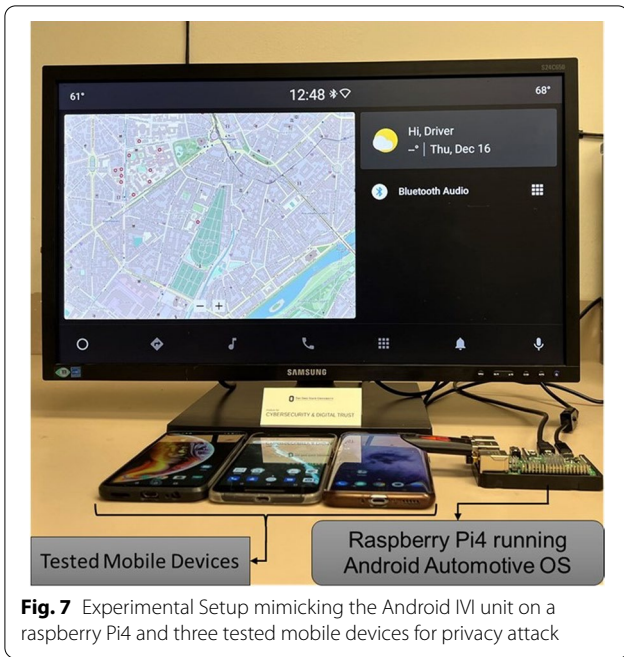 S24C650
61°
12:48
68°
Hi, Driver
--° | Thu, Dec 16
Bluetooth Audio
− +
SAMSUNG
CYBERSECURITY & DIGITAL TRUST
Tested Mobile Devices
Raspberry Pi4 running
Android Automotive OS
Fig. 7 Experimental Setup mimicking the Android IVI unit on a
raspberry Pi4 and three tested mobile devices for privacy attack